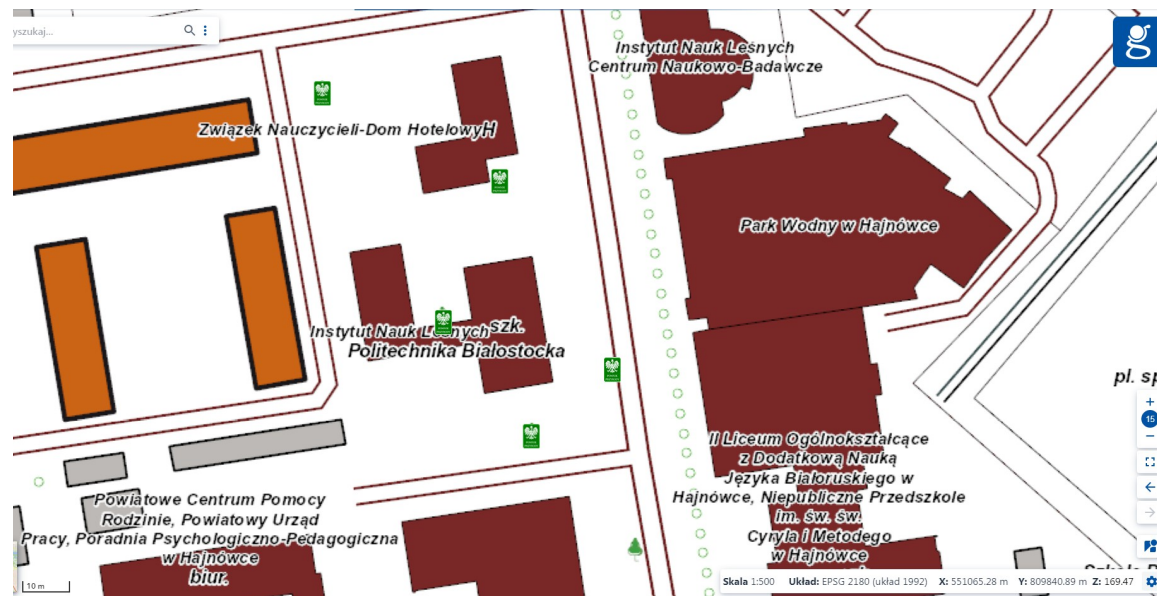 yszukaj...
Instytut Nauk Leśnych
Centrum Naukowo-Badawcze
Związek Nauczycieli-Dom Hotelowy
H
Park Wodny w Hajnówce
Instytut Nauk Leśnych
szk.
Politechnika Białostocka
pl. sp
15
II Liceum Ogólnokształcące
z Dodatkową Nauką
Języka Białoruskiego w
Hajnówce, Niepubliczne Przedszkole
im. św. św.
Cyryla i Metodego
w Hajnówce
Powiatowe Centrum Pomocy
Rodzinie, Powiatowy Urząd
Pracy, Poradnia Psychologiczno-Pedagogiczna
w Hajnówce
biur.
10 m
Skala 1:500 Układ: EPSG 2180 (układ 1992) X: 551065.28 m Y: 809840.89 m Z: 169.47